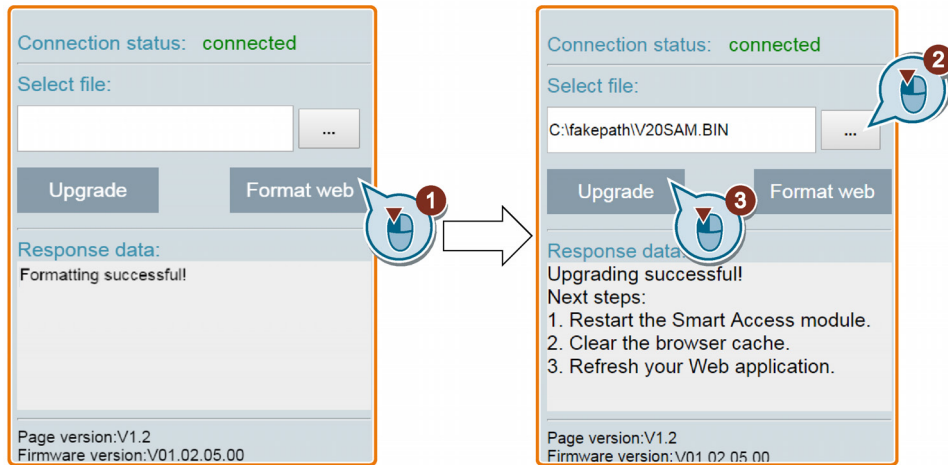 Connection status: connected
Select file:
...
Upgrade
Format web
1
Response data:
Formatting successful!
Page version:V1.2
Firmware version:V01.02.05.00
Connection status: connected
2
Select file:
C:\fakepath\V20SAM.BIN
...
Upgrade
3
Format web
Response data:
Upgrading successful!
Next steps:
1. Restart the Smart Access module.
2. Clear the browser cache.
3. Refresh your Web application.
Page version:V1.2
Firmware version:V01.02.05.00